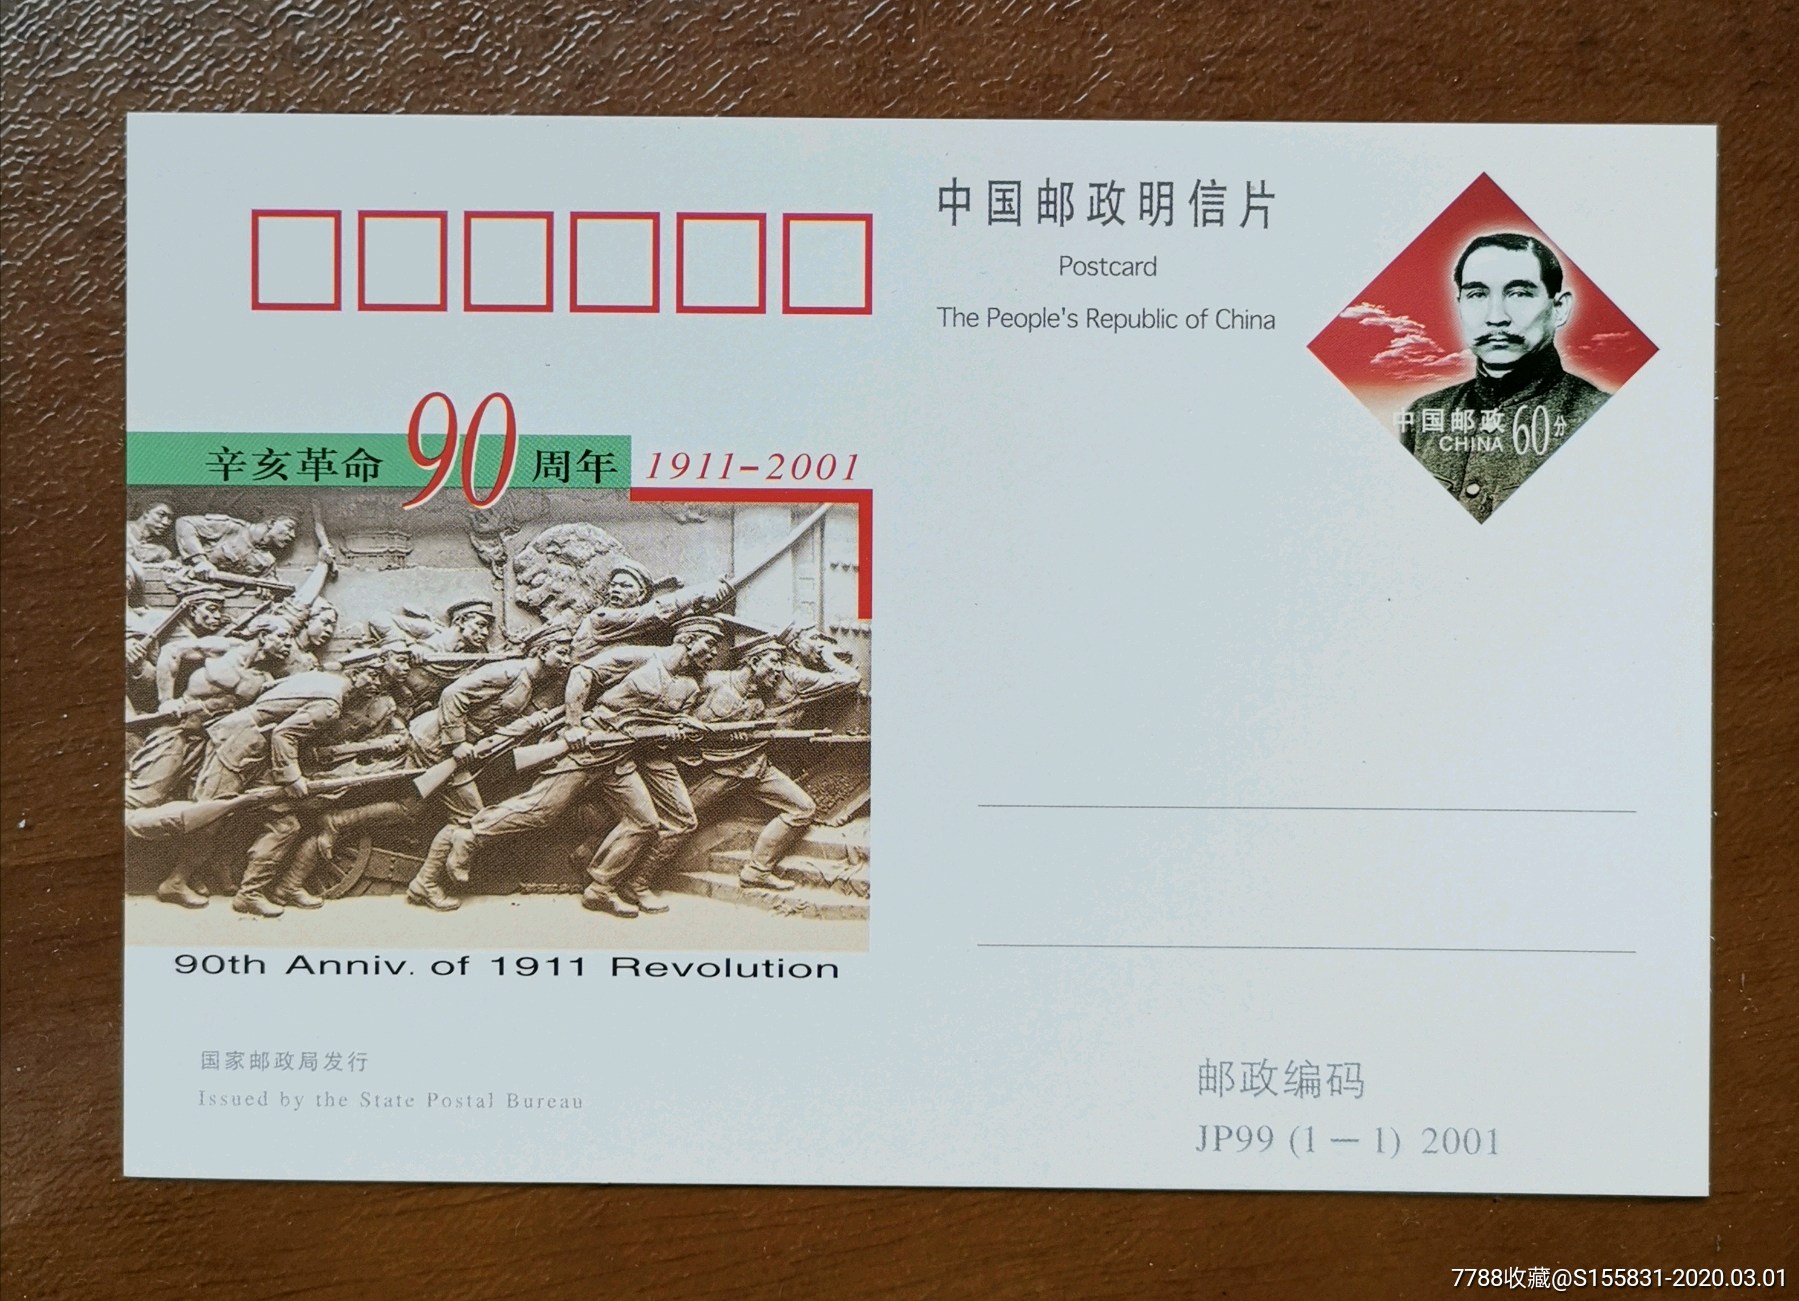 中国邮政明信片
Postcard
The People's Republic of China
中国邮政 60分
CHINA
辛亥革命 90 周年 1911-2001
90th Anniv. of 1911 Revolution
国家邮政局发行
Issued by the State Postal Bureau
邮政编码
JP99 (1—1) 2001
7788收藏@S155831-2020.03.01